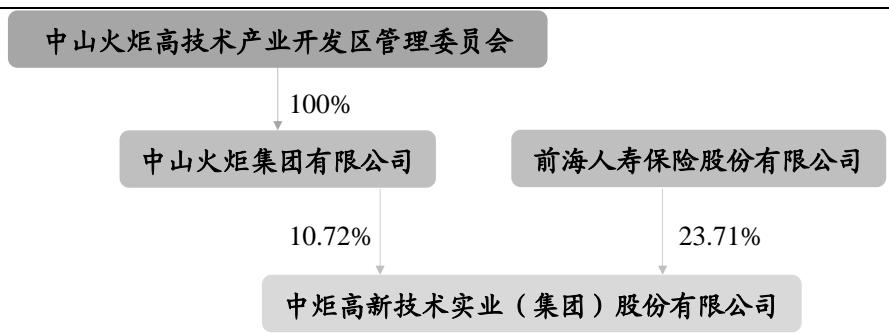 中山火炬高技术产业开发区管理委员会
100%
中山火炬集团有限公司
前海人寿保险股份有限公司
10.72%
23.71%
中炬高新技术实业（集团）股份有限公司